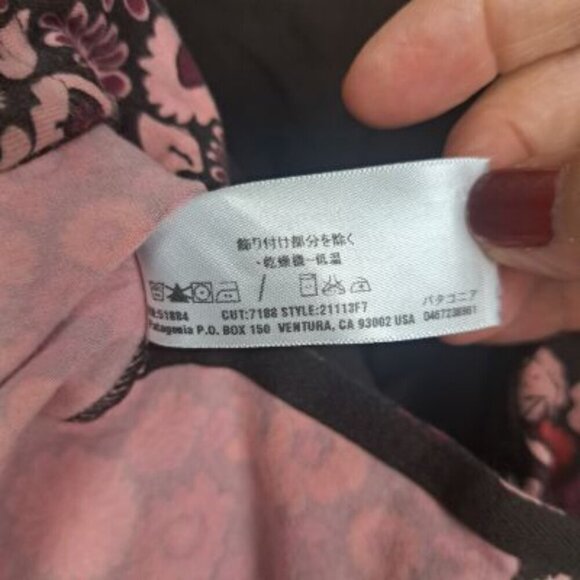 飾り付け部分を除く
・乾燥機－低温
パタゴニア
CUT:7188 STYLE:21113F7
Patagonia P.O. BOX 150 VENTURA, CA 93002 USA